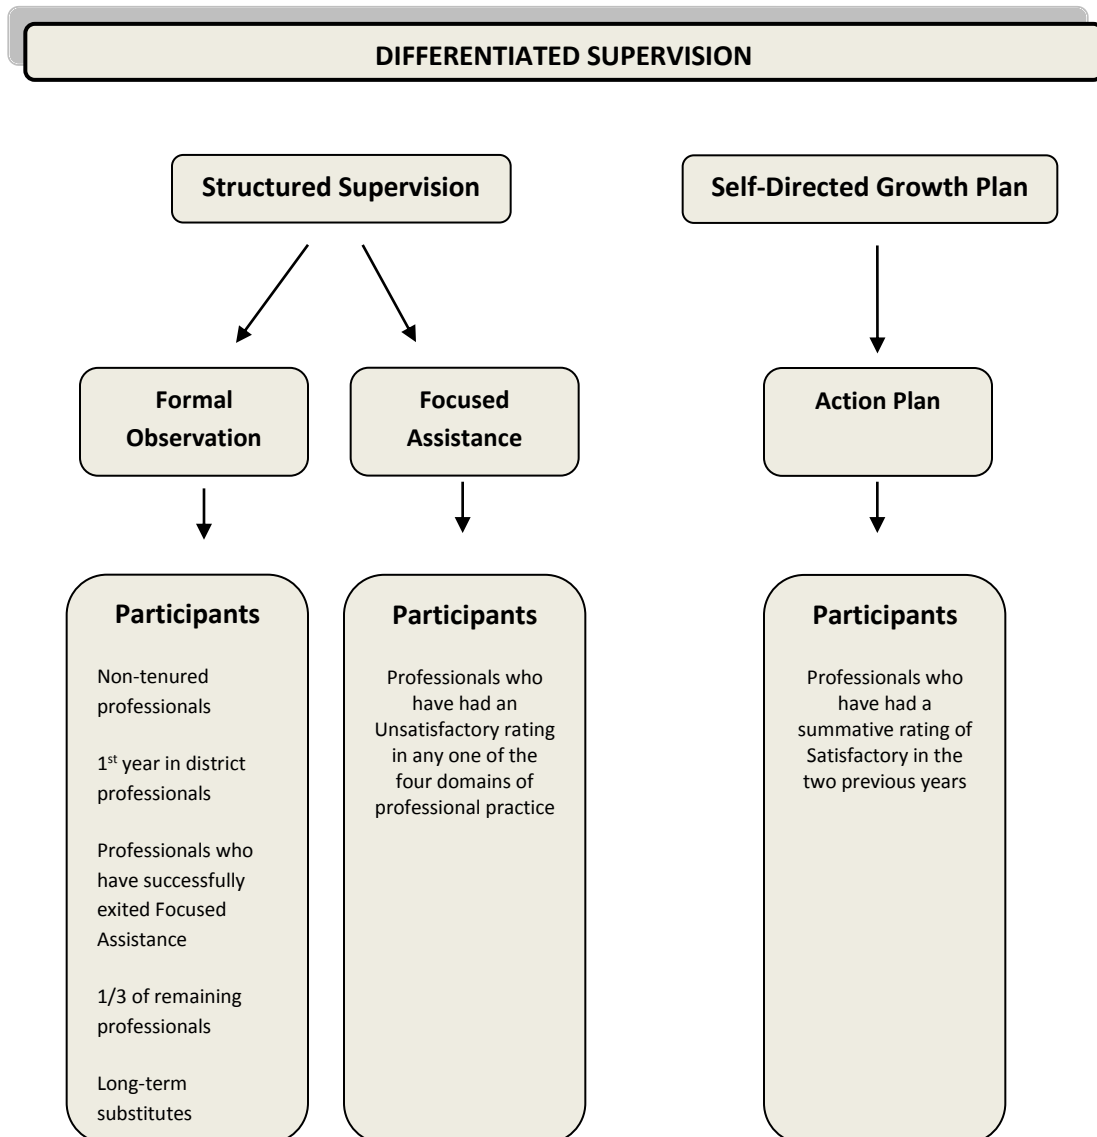 DIFFERENTIATED SUPERVISION
Structured Supervision
Self-Directed Growth Plan
Formal
Observation
Focused
Assistance
Action Plan
Participants
Non-tenured
professionals
1st year in district
professionals
Professionals who
have successfully
exited Focused
Assistance
1/3 of remaining
professionals
Long-term
substitutes
Participants
Professionals who
have had an
Unsatisfactory rating
in any one of the
four domains of
professional practice
Participants
Professionals who
have had a
summative rating of
Satisfactory in the
two previous years